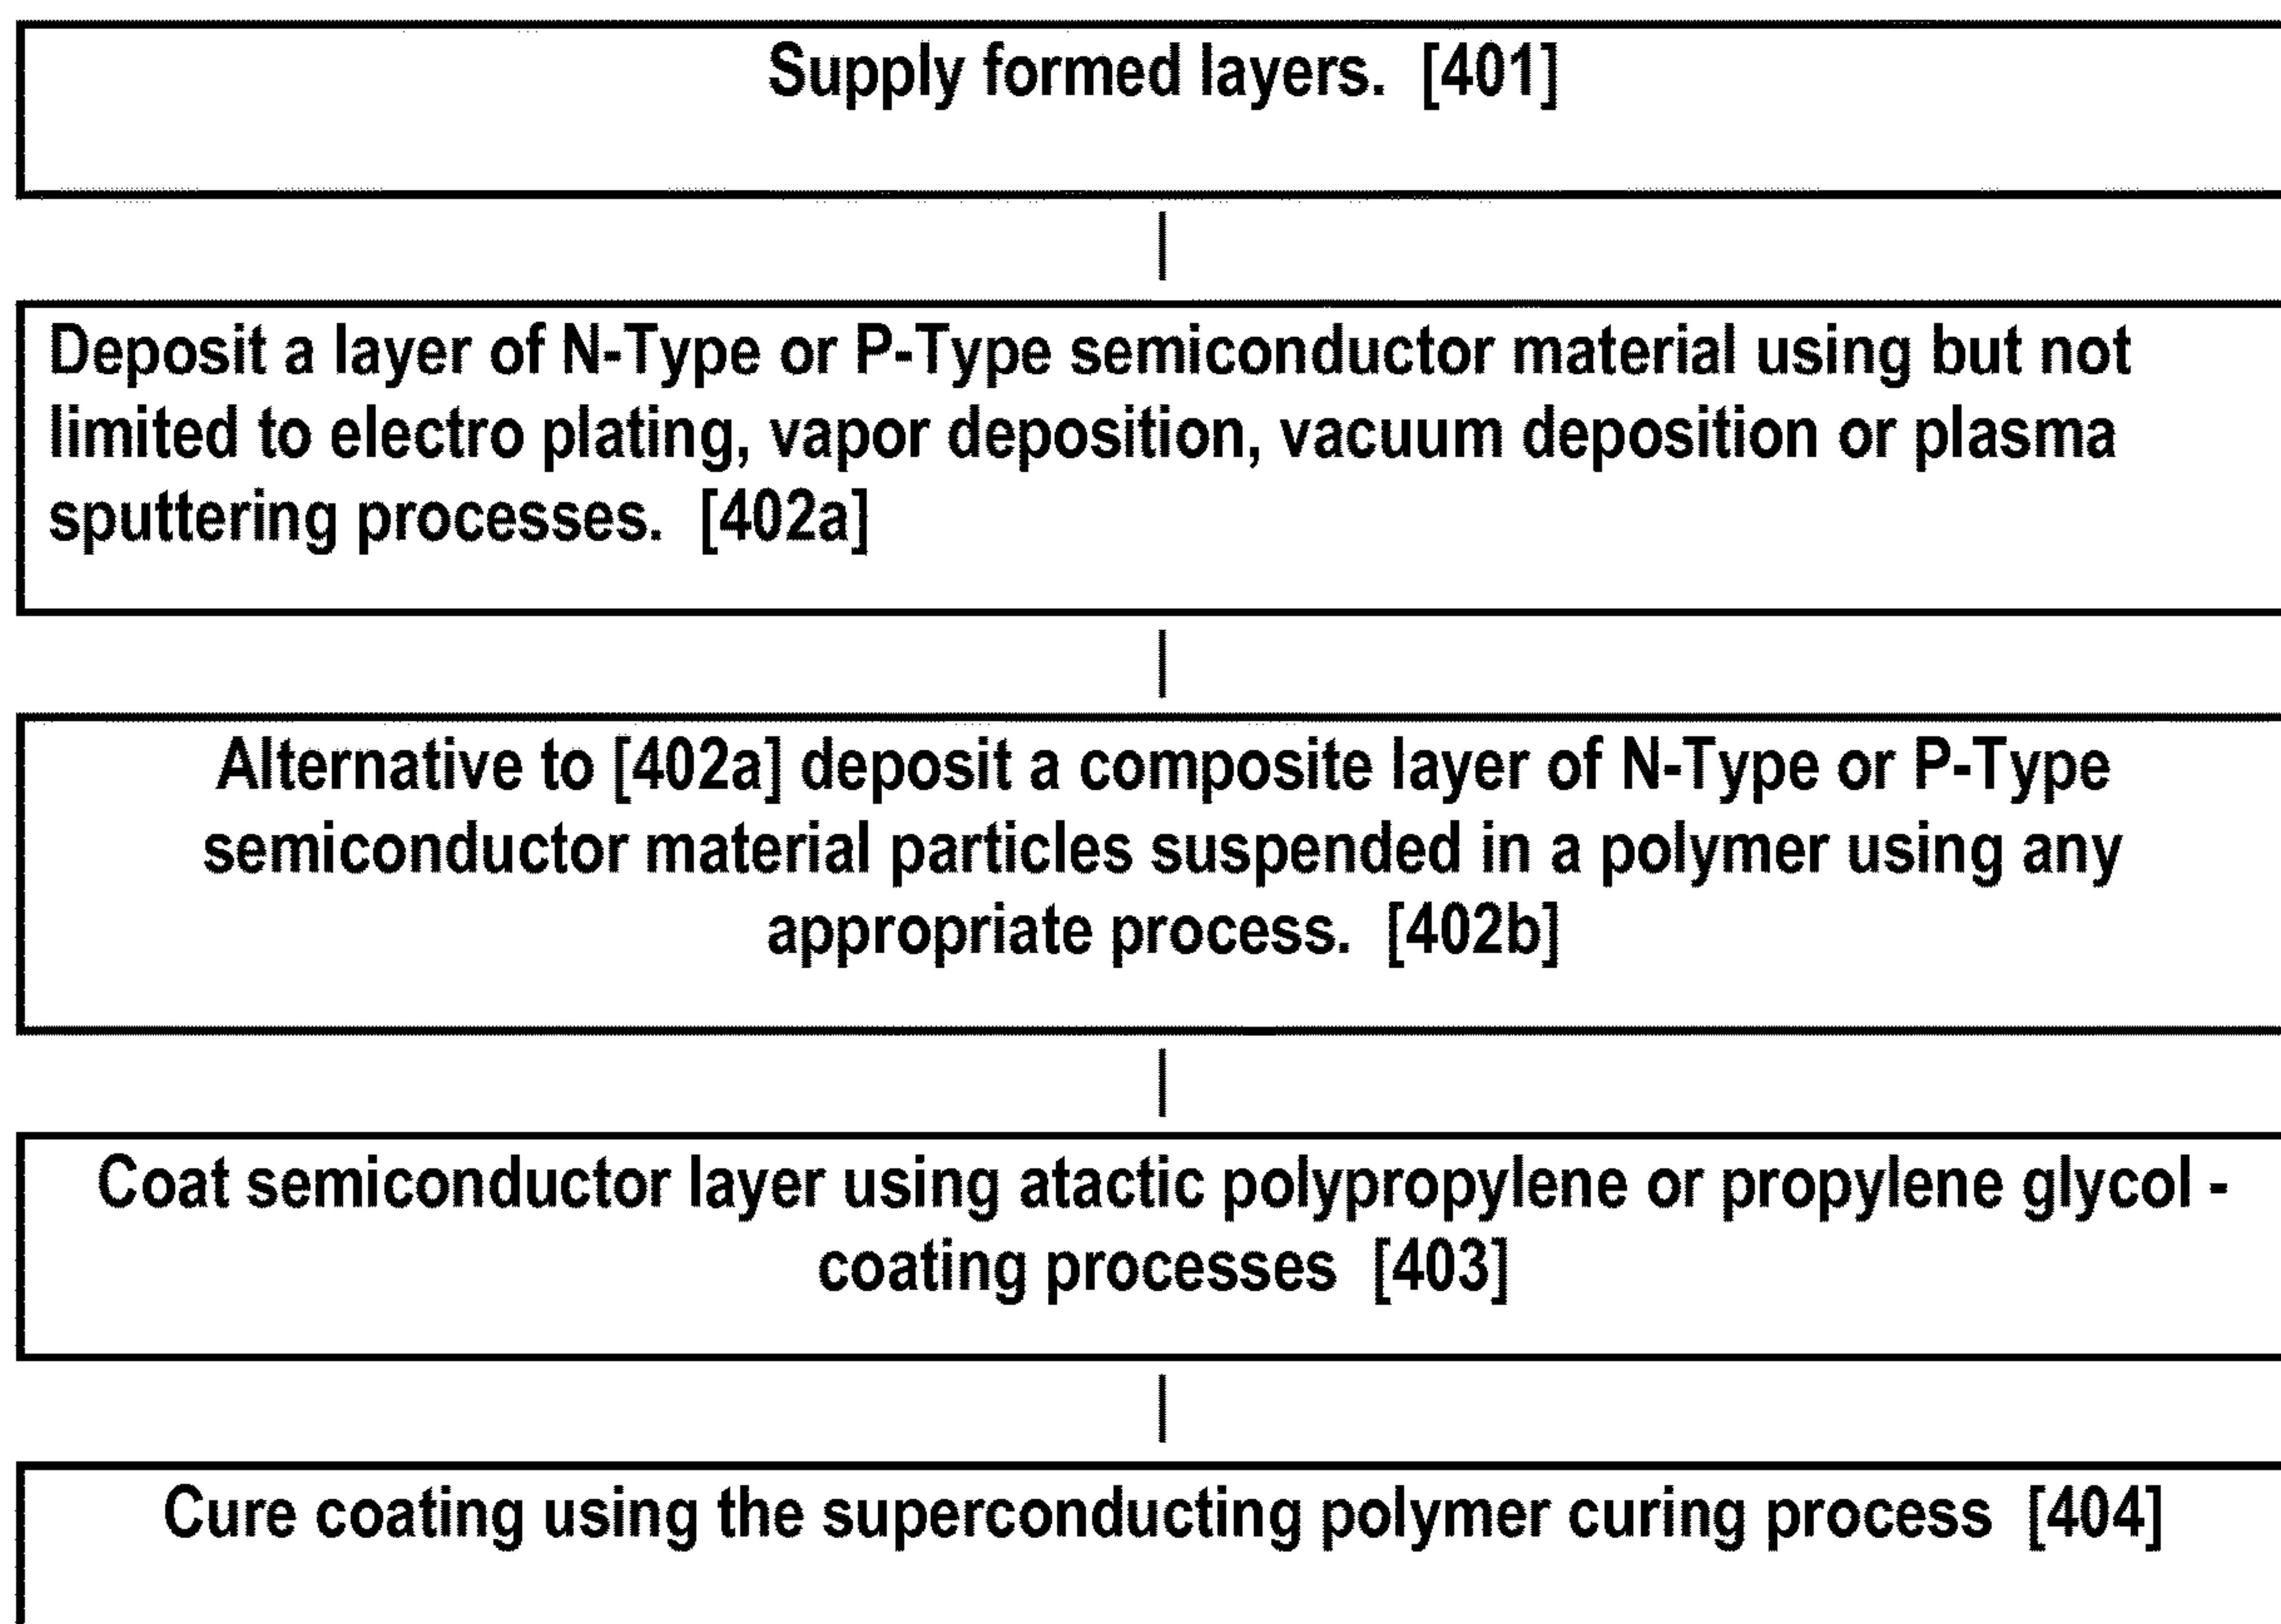 Supply formed layers. [401]
Deposit a layer of N-Type or P-Type semiconductor material using but not
limited to electro plating, vapor deposition, vacuum deposition or plasma
sputtering processes. [402a]
Alternative to [402a] deposit a composite layer of N-Type or P-Type
semiconductor material particles suspended in a polymer using any
appropriate process. [402b]
Coat semiconductor layer using atactic polypropylene or propylene glycol -
coating processes [403]
Cure coating using the superconducting polymer curing process [404]